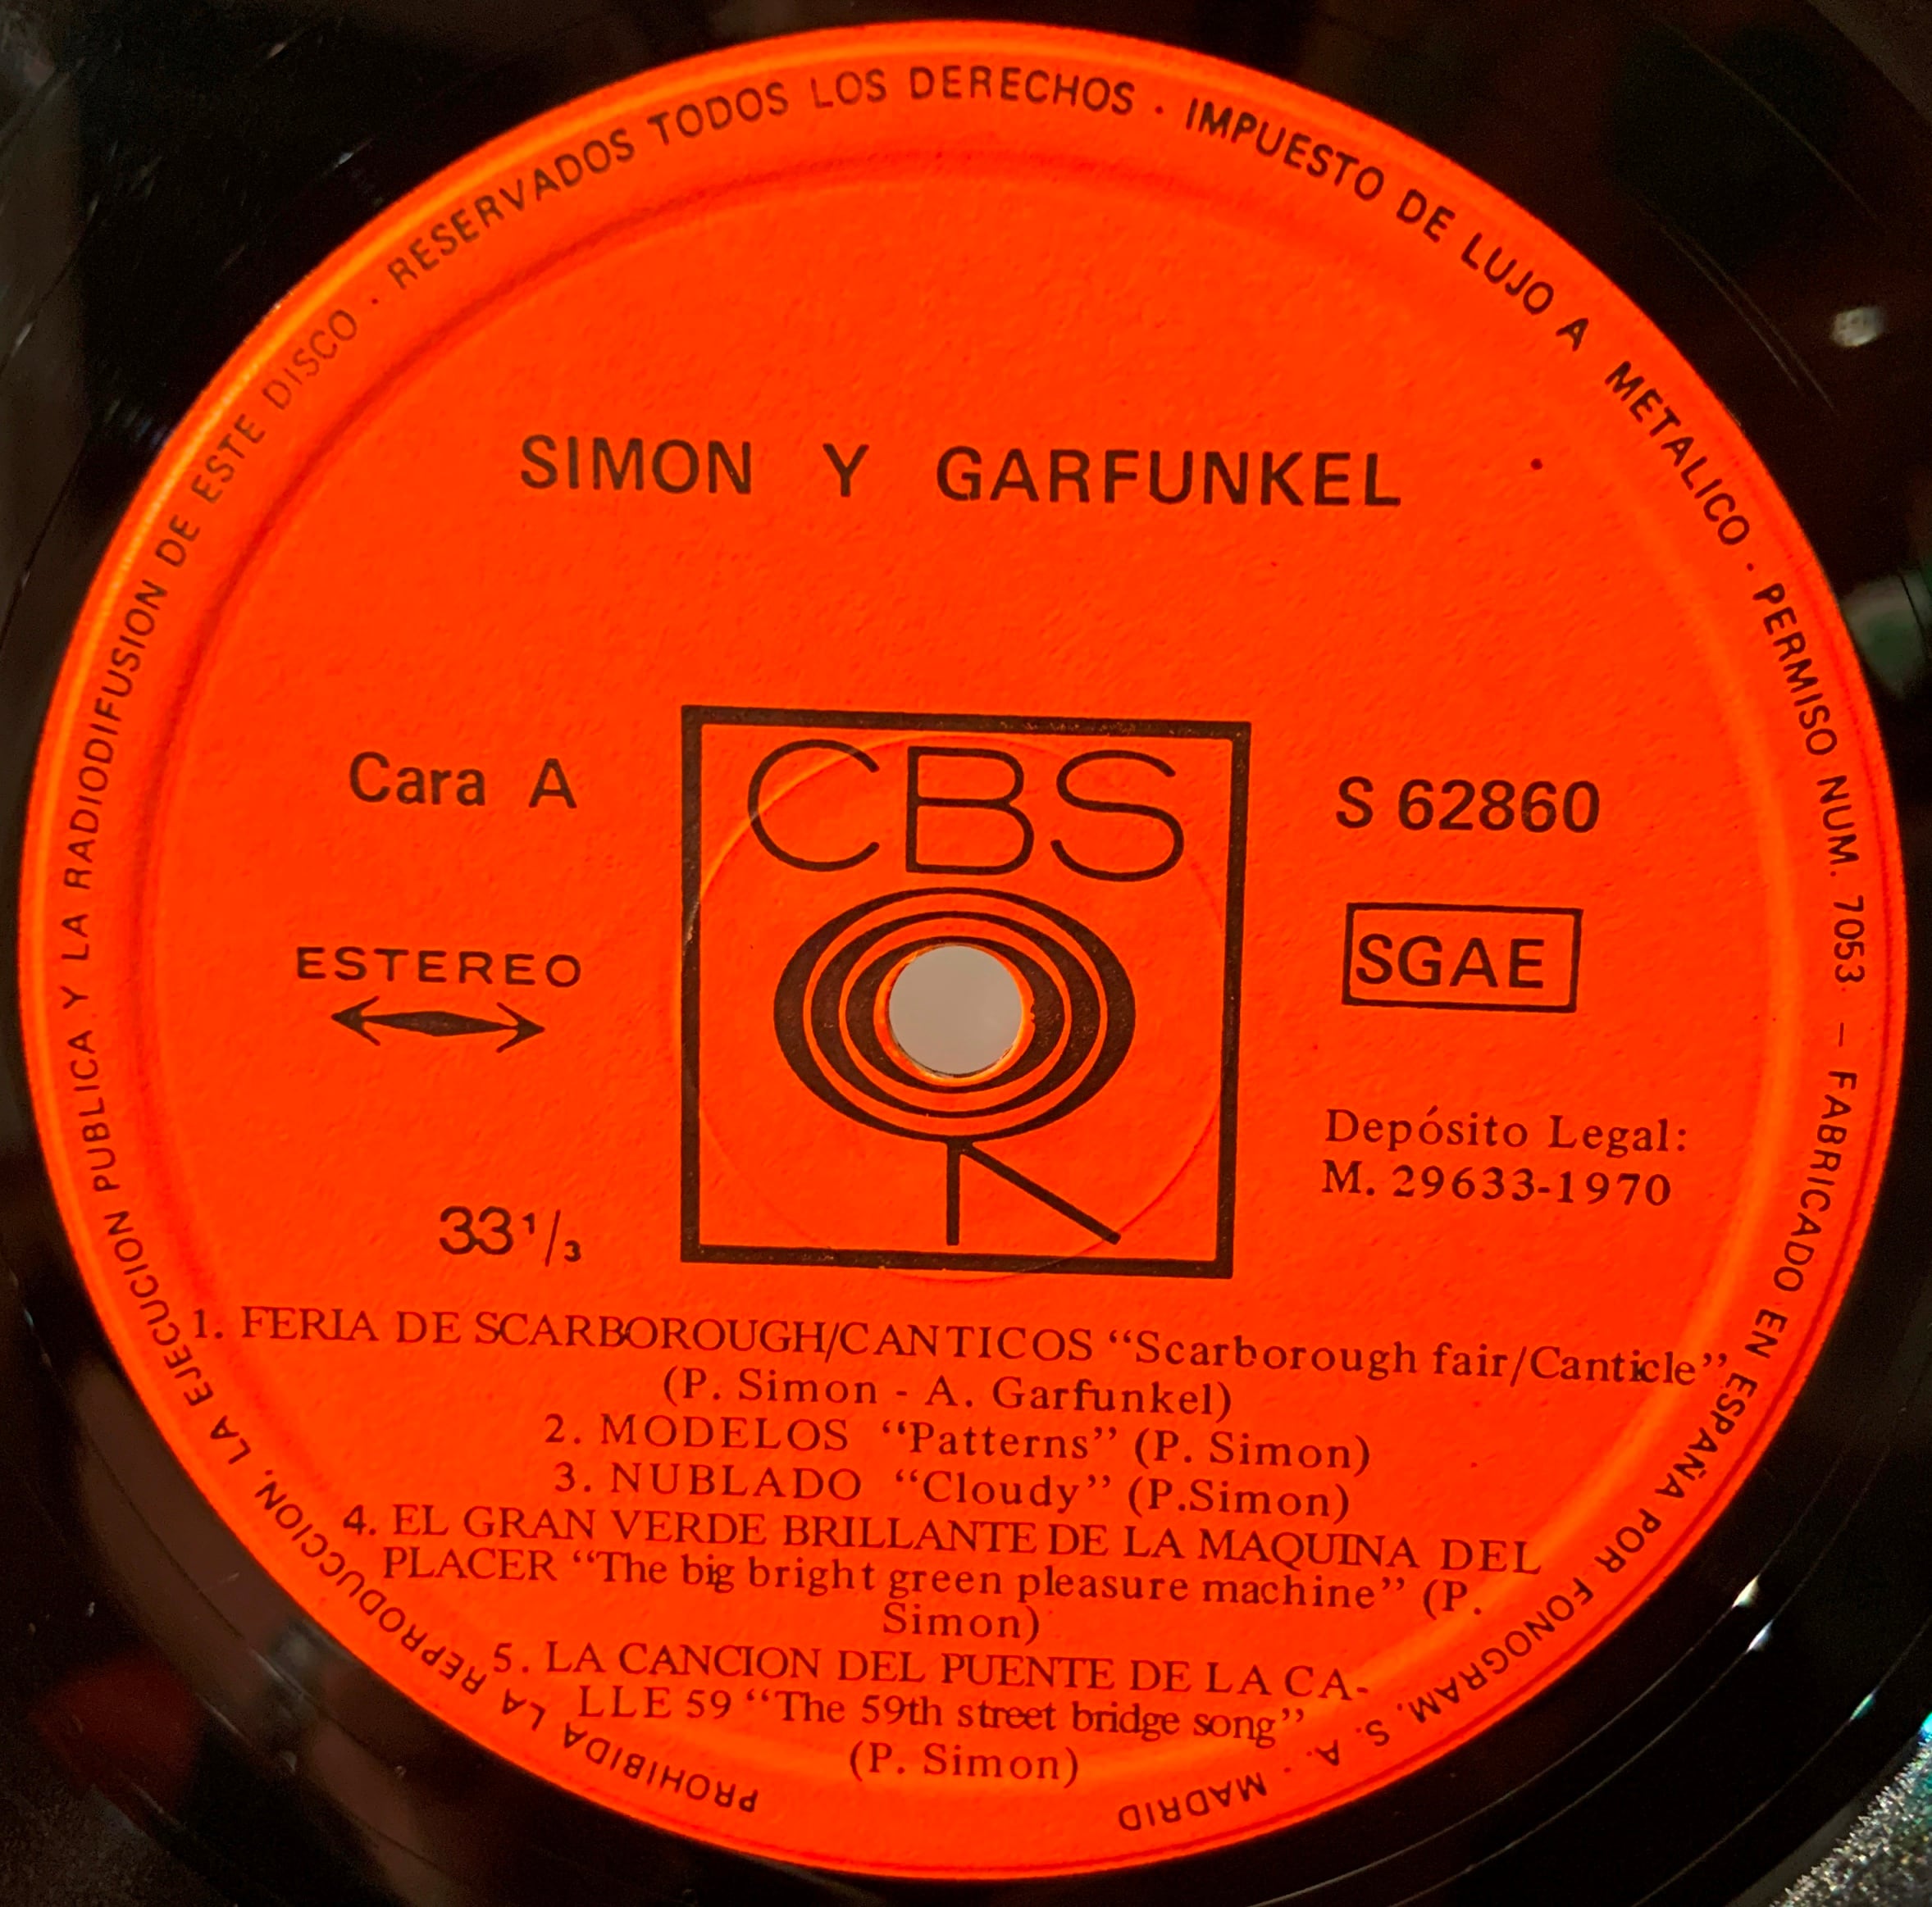 PROHIBIDA LA REPRODUCCION, LA EJECUCION PUBLICA Y LA RADIODIFUSION DE ESTE DISCO · RESERVADOS TODOS LOS DERECHOS · IMPUESTO DE LUJO A METALICO · PERMISO NUM. 7053 — FABRICADO EN ESPAÑA POR FONOGRAM. S. A. · MADRID
SIMON Y GARFUNKEL
Cara A
CBS
S 62860
ESTEREO
SGAE
Depósito Legal:
M. 29633-1970
33 1/3
1. FERIA DE SCARBOROUGH/CANTICOS “Scarborough fair/Canticle”
(P. Simon - A. Garfunkel)
2. MODELOS “Patterns” (P. Simon)
3. NUBLADO “Cloudy” (P.Simon)
4. EL GRAN VERDE BRILLANTE DE LA MAQUINA DEL
PLACER “The big bright green pleasure machine” (P.
Simon)
5. LA CANCION DEL PUENTE DE LA CA-
LLE 59 “The 59th street bridge song”
(P. Simon)